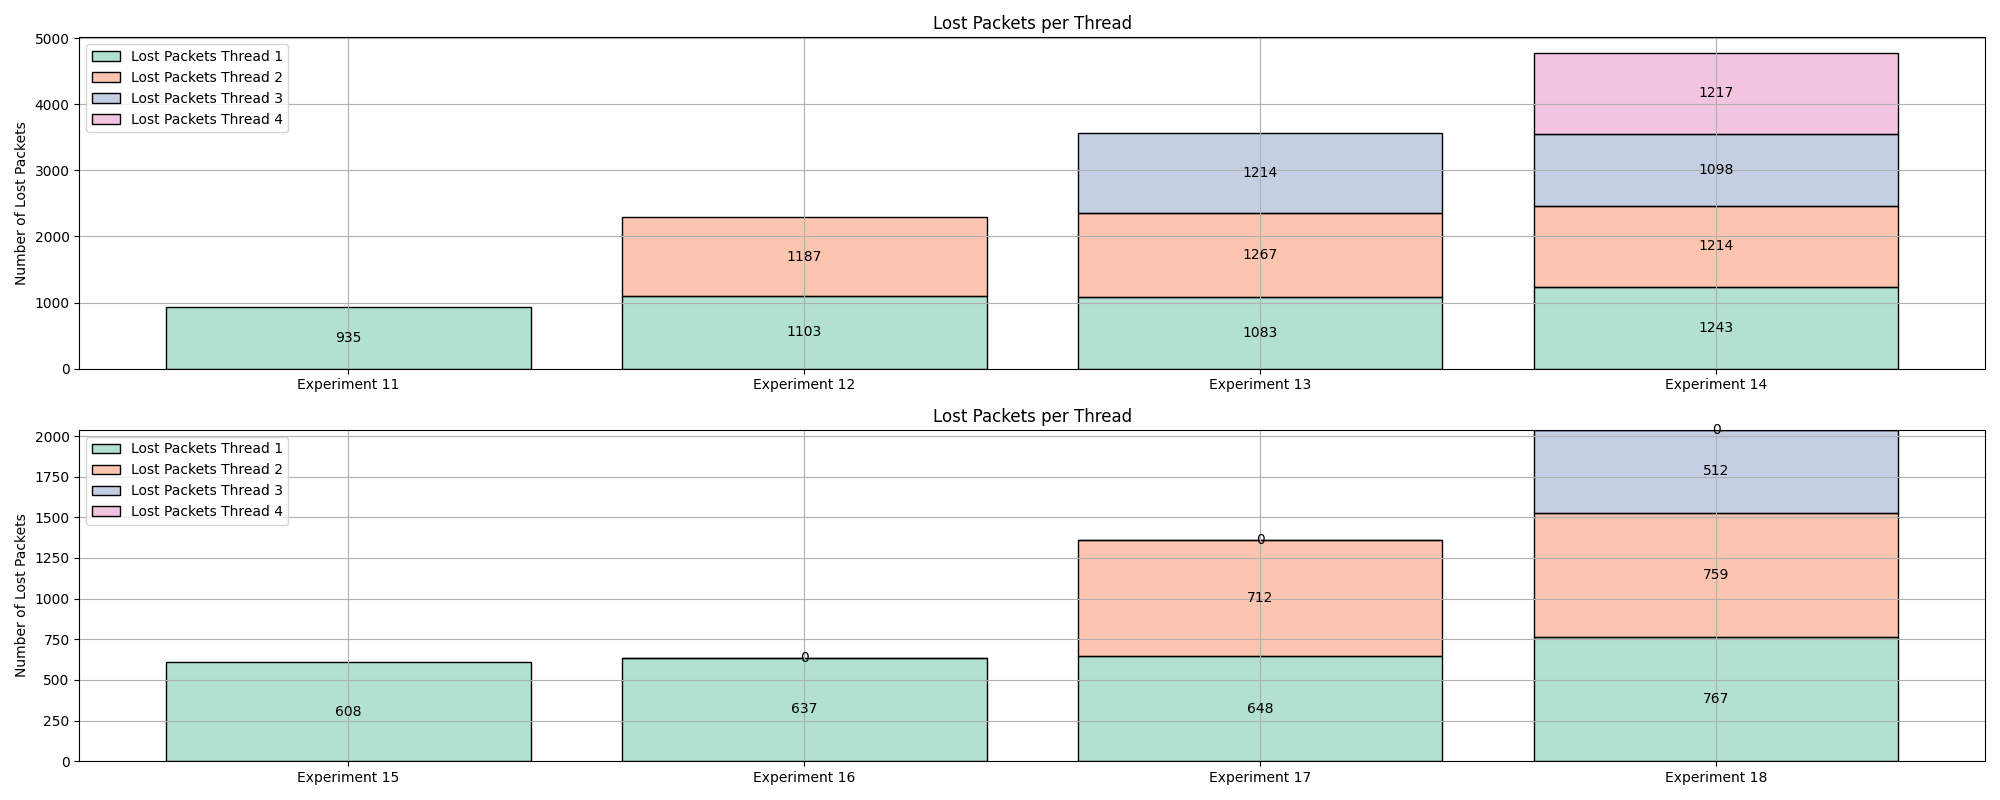 Lost Packets per Thread
Number of Lost Packets
5000
4000
3000
2000
1000
0
Lost Packets Thread 1
Lost Packets Thread 2
Lost Packets Thread 3
Lost Packets Thread 4
935
1187
1103
1214
1267
1083
1217
1098
1214
1243
Experiment 11
Experiment 12
Experiment 13
Experiment 14
Lost Packets per Thread
Number of Lost Packets
2000
1750
1500
1250
1000
750
500
250
0
Lost Packets Thread 1
Lost Packets Thread 2
Lost Packets Thread 3
Lost Packets Thread 4
608
0
637
0
712
648
0
512
759
767
Experiment 15
Experiment 16
Experiment 17
Experiment 18